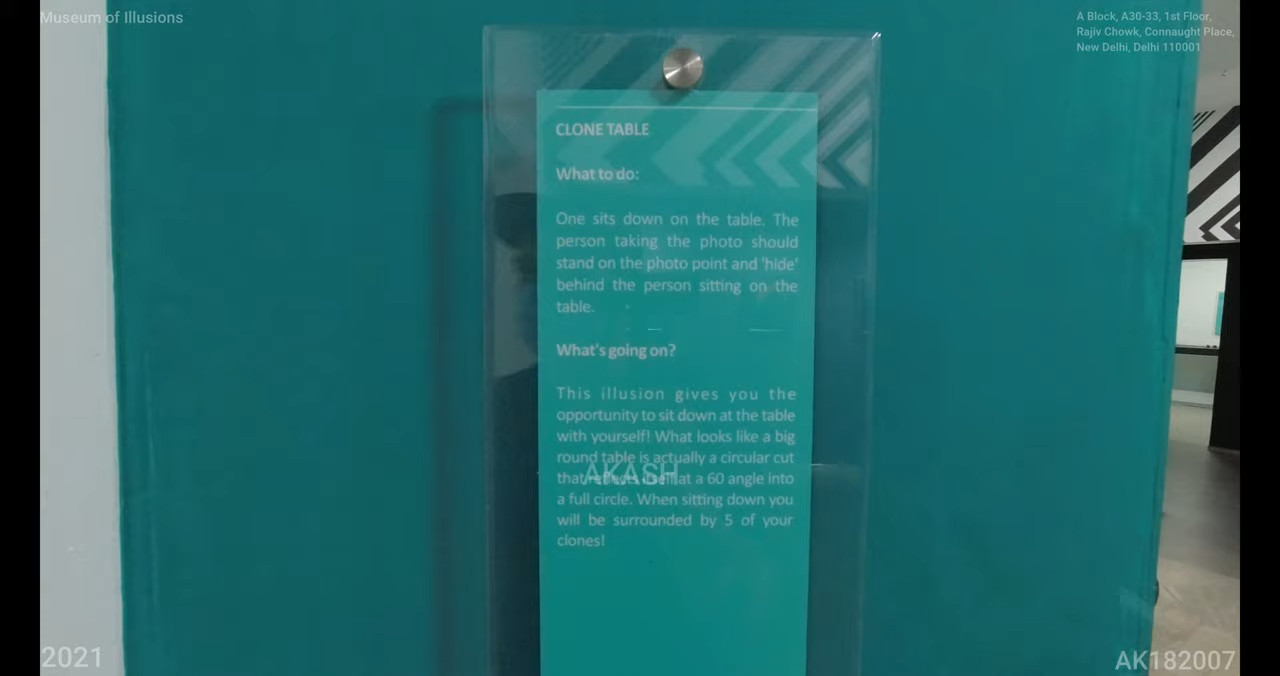 Museum of Illusions
A Block, A30-33, 1st Floor,
Rajiv Chowk, Connaught Place,
New Delhi, Delhi 110001
CLONE TABLE
What to do:
One sits down on the table. The
person taking the photo should
stand on the photo point and 'hide'
behind the person sitting on the
table.
What's going on?
This illusion gives you the
opportunity to sit down at the table
with yourself! What looks like a big
round table is actually a circular cut
that reflects itself at a 60 angle into
a full circle. When sitting down you
will be surrounded by 5 of your
clones!
AKASH
2021
AK182007